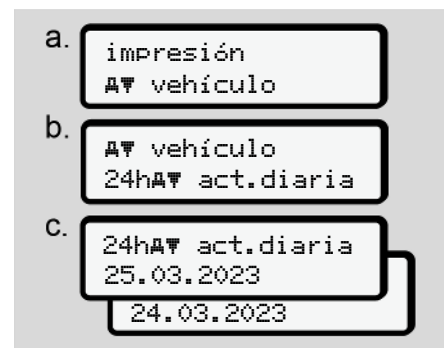 a.
impresión
A▼ vehículo
b.
A▼ vehículo
24hA▼ act.diaria
c.
24hA▼ act.diaria
25.03.2023
24.03.2023